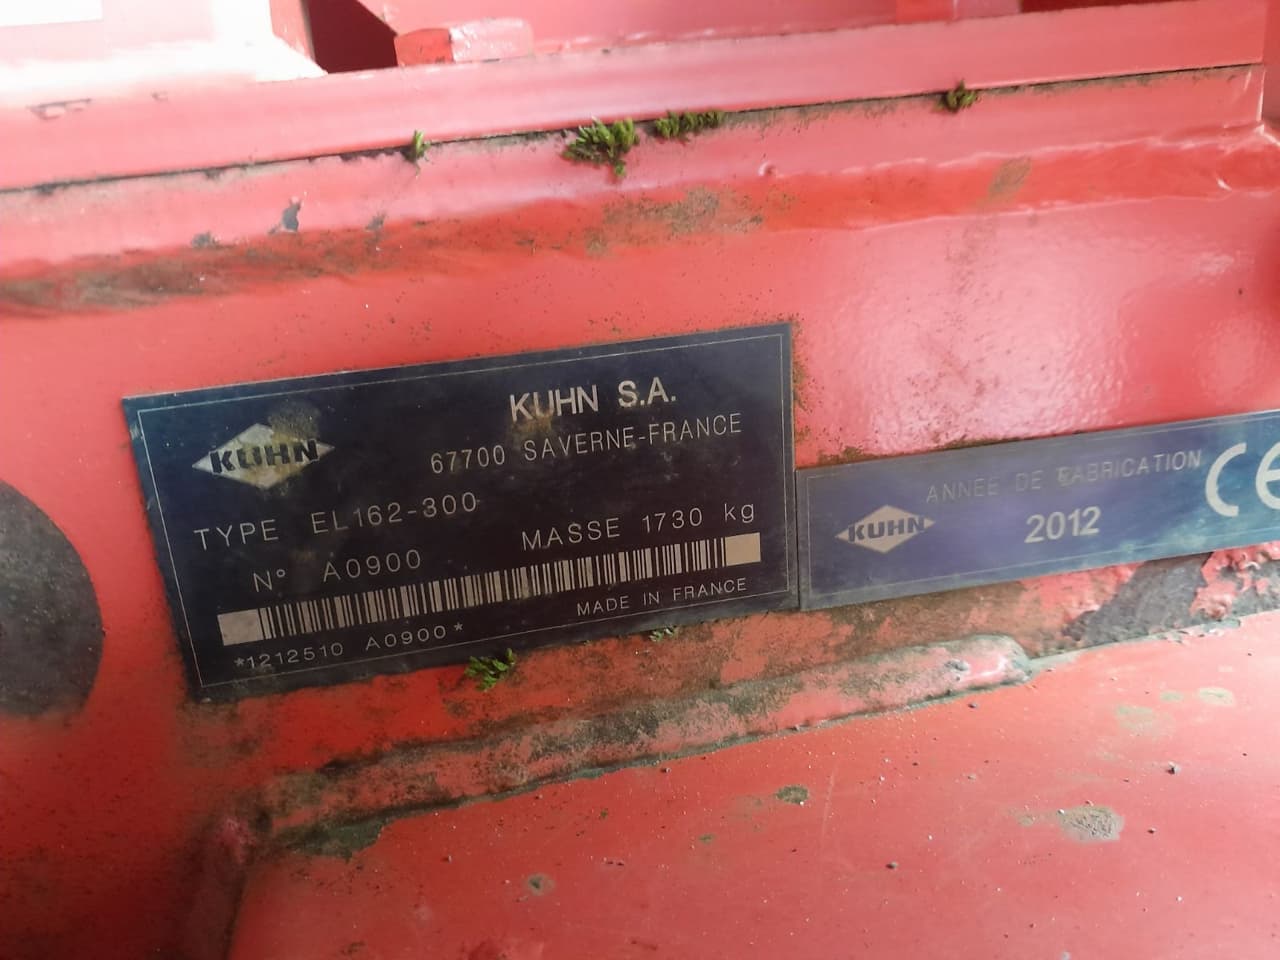 KUHN
KUHN S.A.
67700 SAVERNE-FRANCE
TYPE EL162-300
MASSE 1730 kg
N° A0900
MADE IN FRANCE
*1212510 A0900*
KUHN
ANNÉE DE FABRICATION
2012
CE